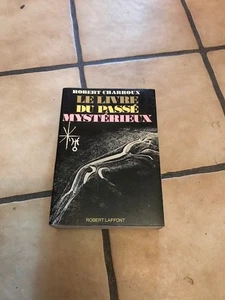 ROBERT CHARROUX
LE LIVRE
DU PASSÉ
MYSTÉRIEUX
ROBERT LAFFONT